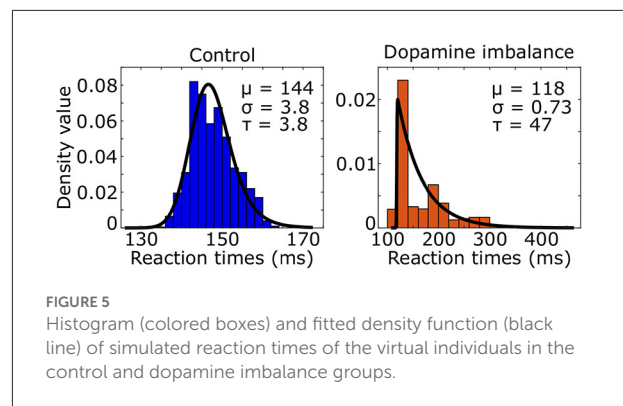 Control
Dopamine imbalance
Density value
0.08
0.06
0.04
0.02
0
μ = 144
σ = 3.8
τ = 3.8
130 150 170
Reaction times (ms)
0.02
0.01
0
μ = 118
σ = 0.73
τ = 47
100 200 300 400
Reaction times (ms)
FIGURE 5
Histogram (colored boxes) and fitted density function (black
line) of simulated reaction times of the virtual individuals in the
control and dopamine imbalance groups.